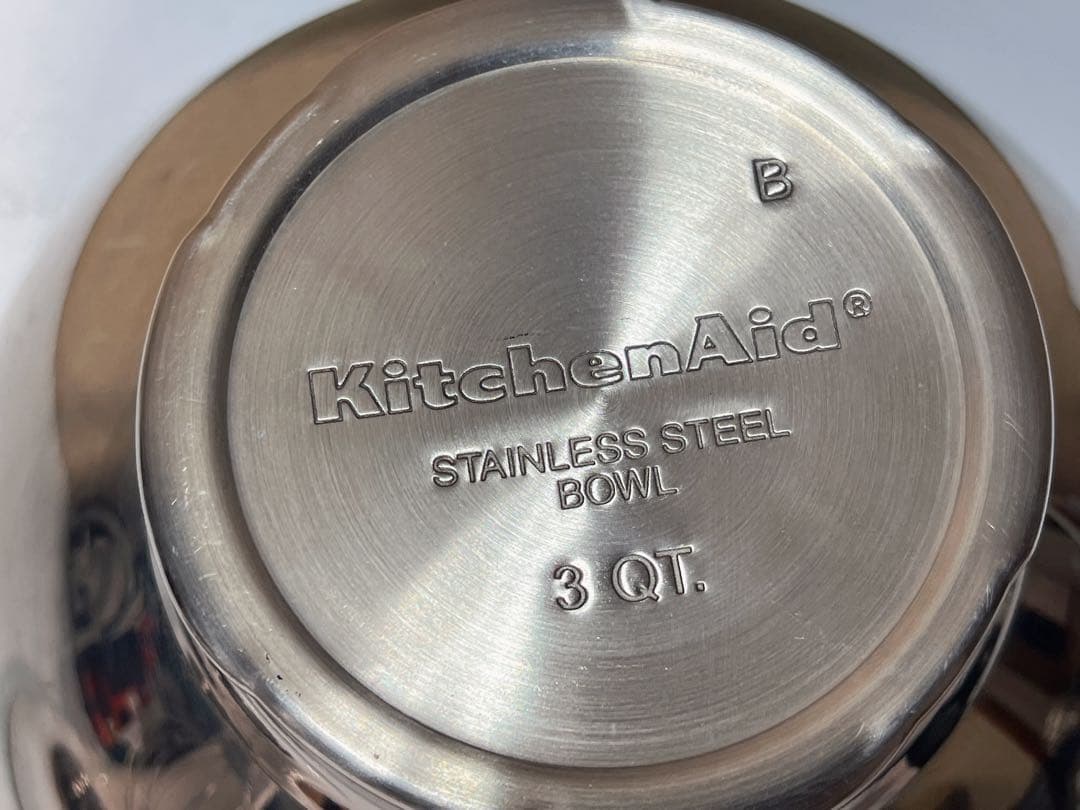 B
KitchenAid®
STAINLESS STEEL
BOWL
3 QT.